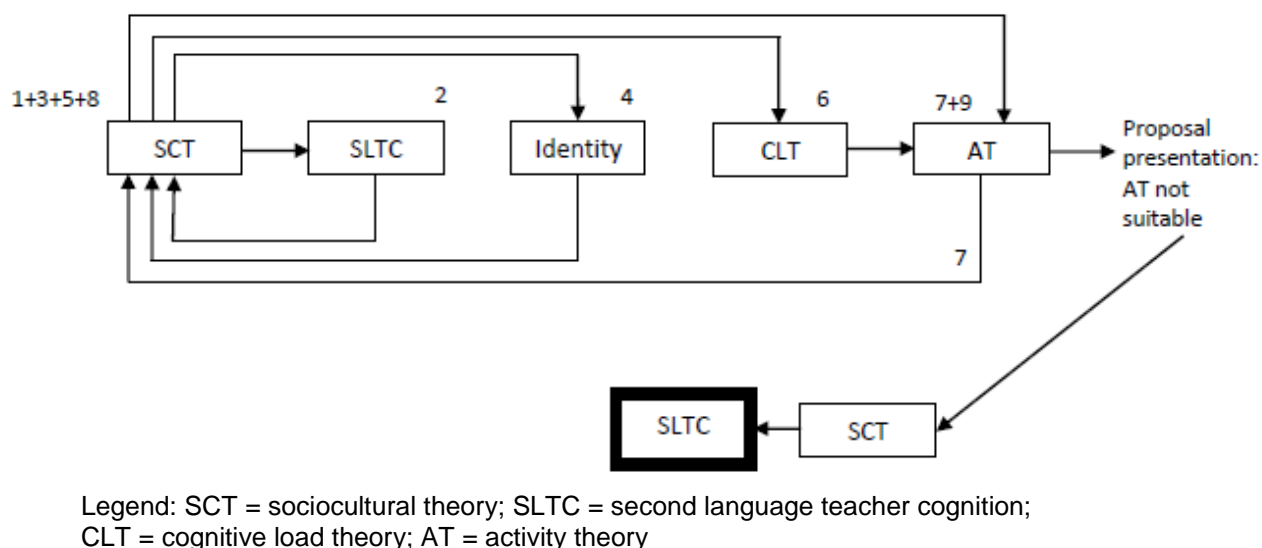 1+3+5+8
2
4
6
7+9
SCT
SLTC
Identity
CLT
AT
Proposal
presentation:
AT not
suitable
7
SLTC
SCT
Legend: SCT = sociocultural theory; SLTC = second language teacher cognition;
CLT = cognitive load theory; AT = activity theory